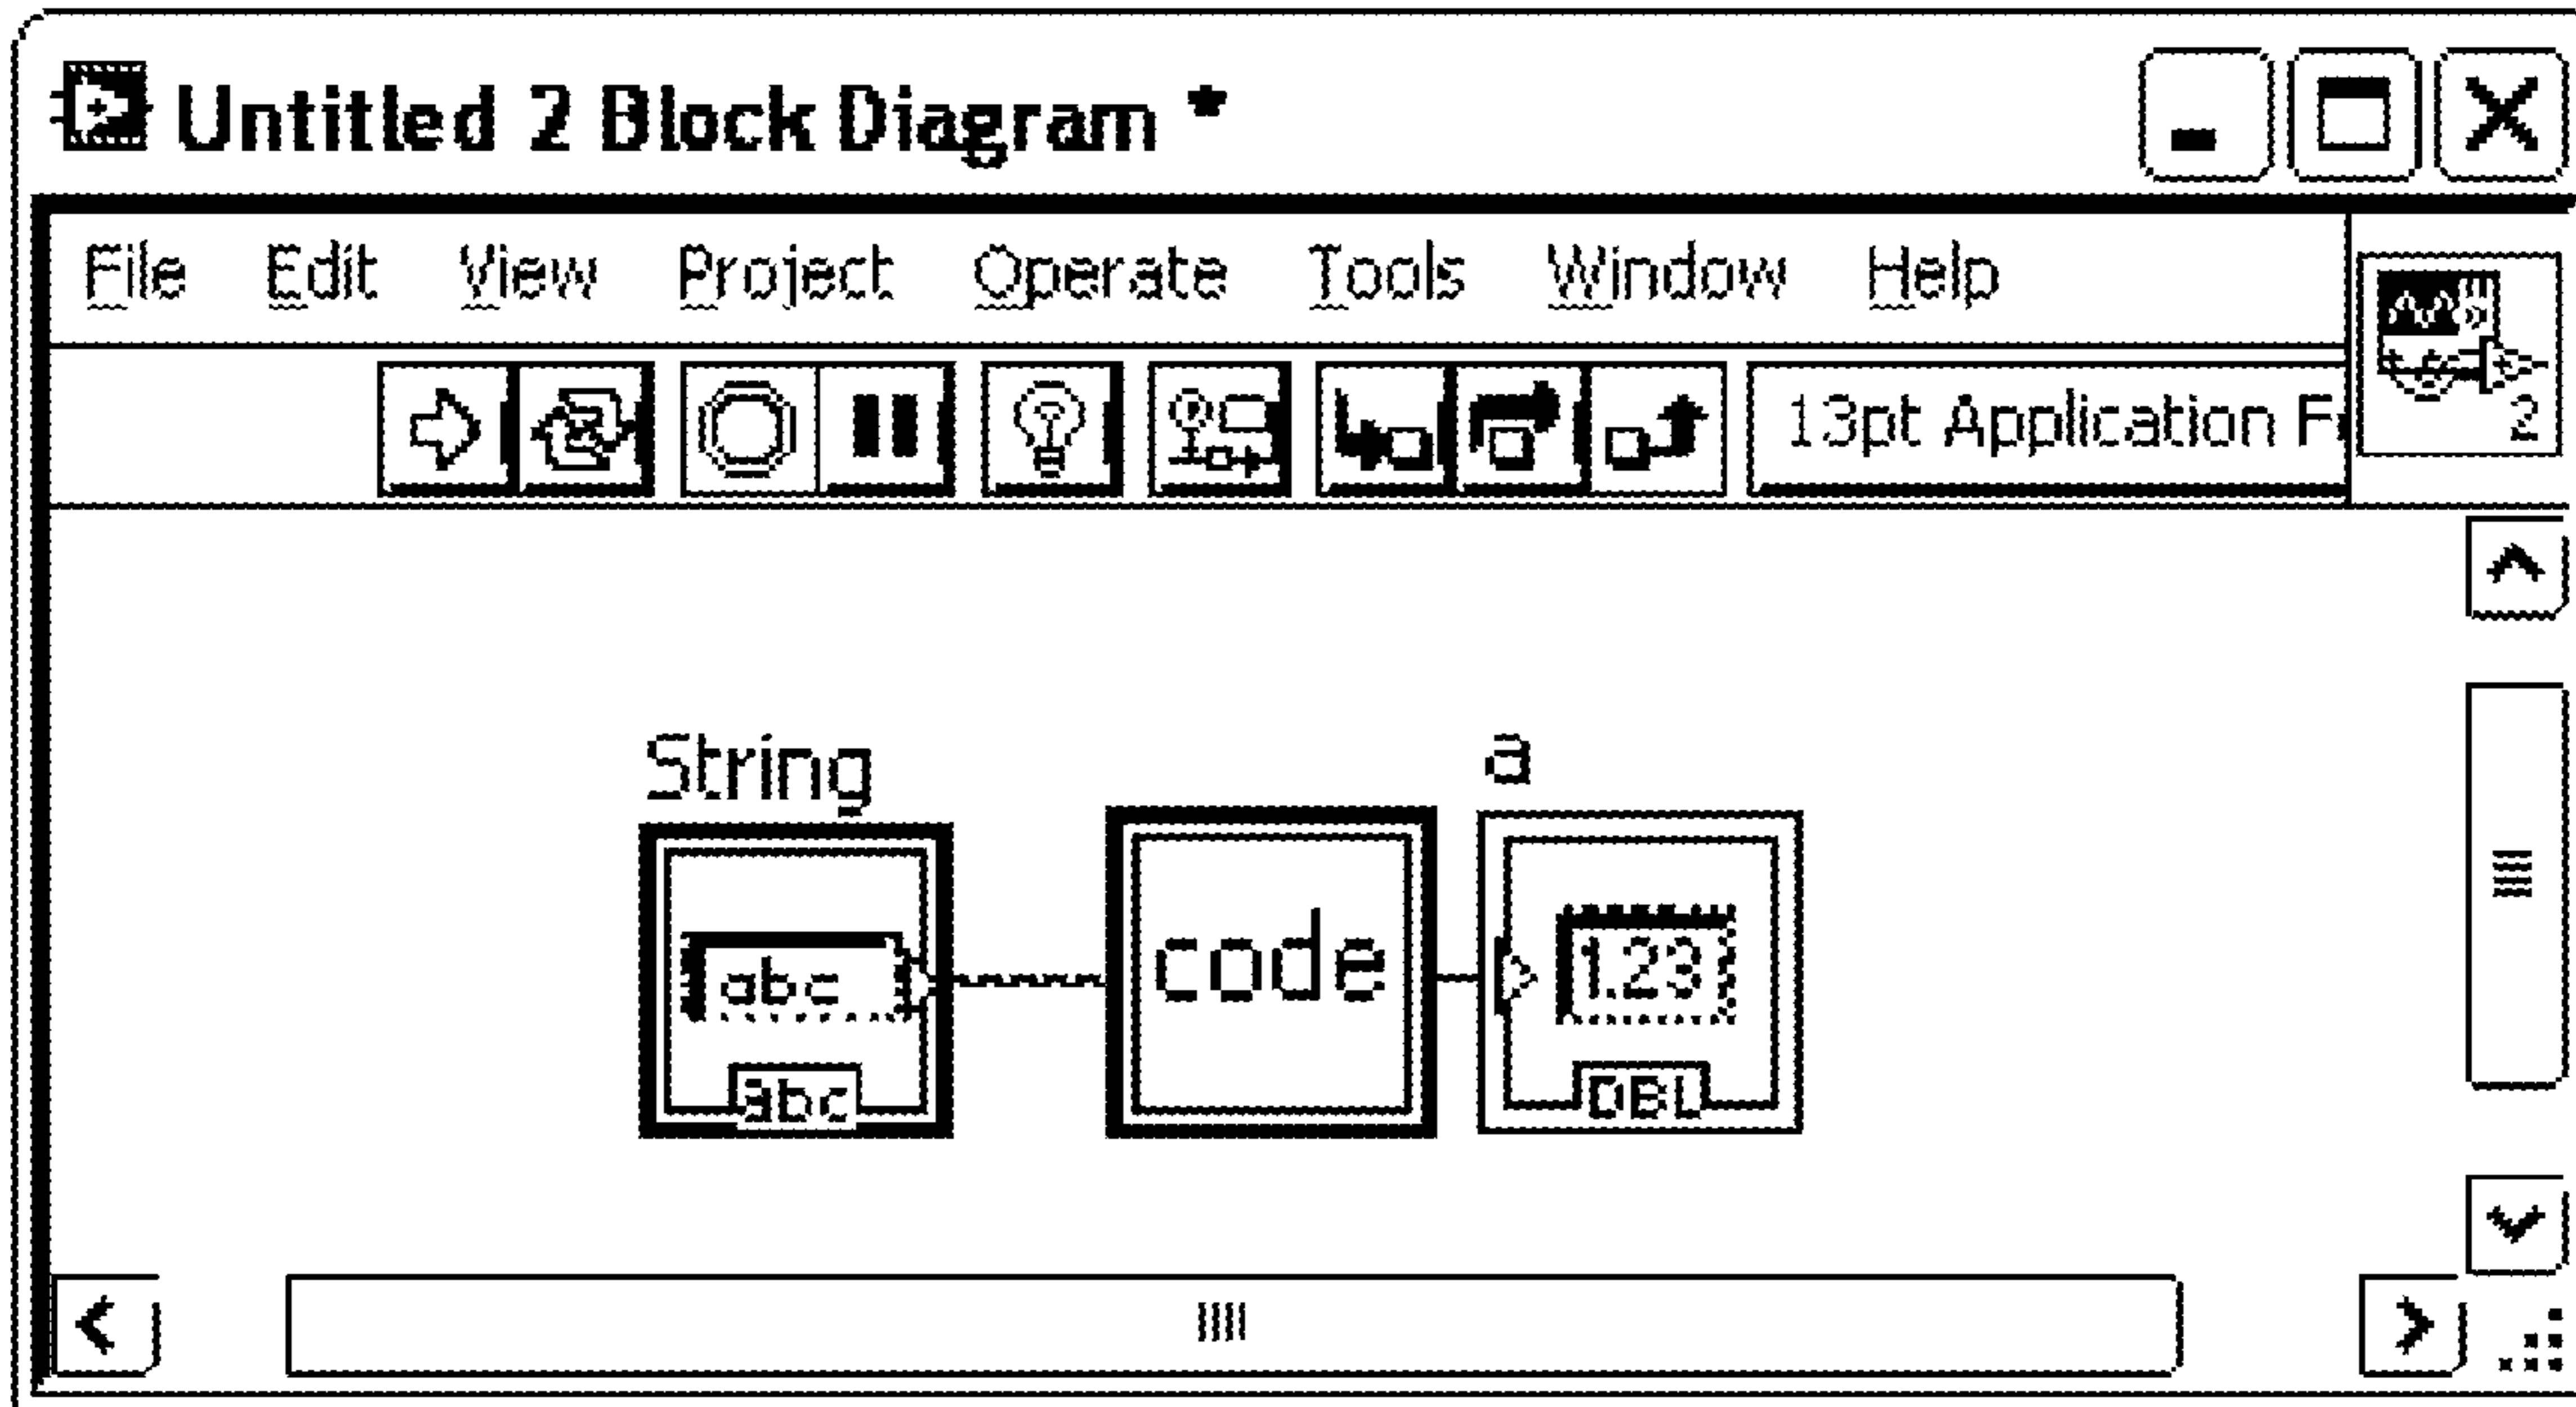 Untitled 2 Block Diagram *
File Edit View Project Operate Tools Window Help
13pt Application F
2
String a
abc code 1.23
abc DBL